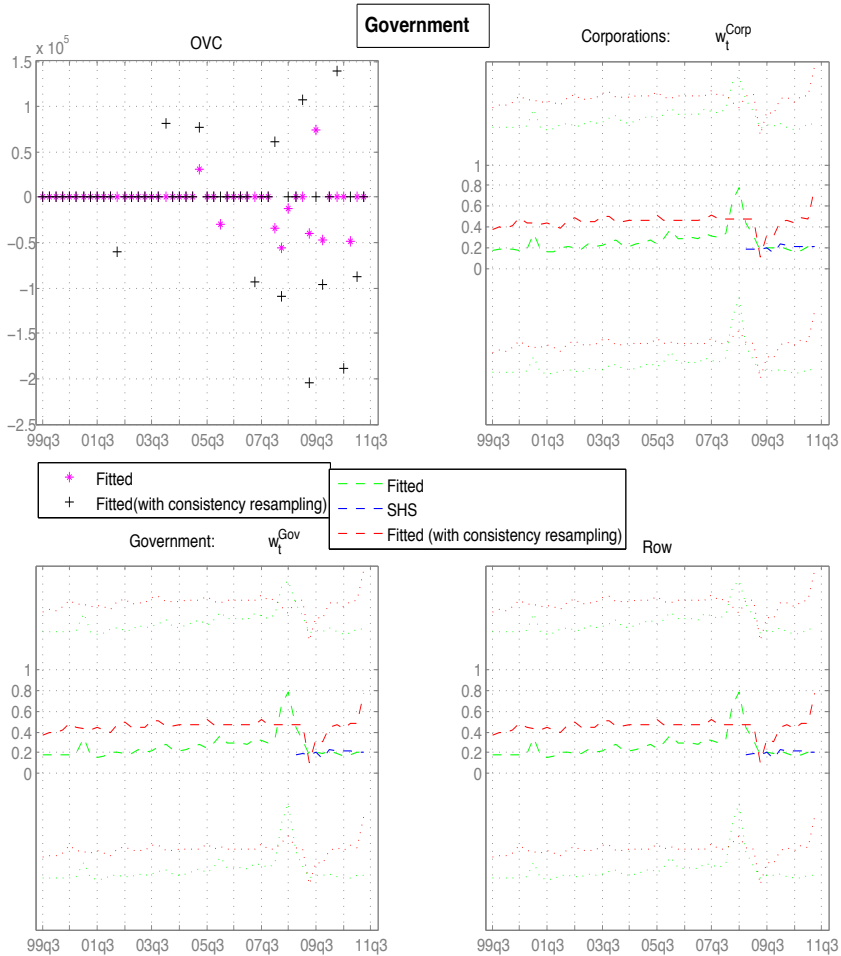 Government
x 10^5
OVC
1.5
1
0.5
0
−0.5
−1
−1.5
−2
−2.5
99q3 01q3 03q3 05q3 07q3 09q3 11q3
Corporations: w_t^Corp
1
0.8
0.6
0.4
0.2
0
99q3 01q3 03q3 05q3 07q3 09q3 11q3
Fitted
Fitted(with consistency resampling)
Fitted
SHS
Fitted (with consistency resampling)
Government: w_t^Gov
1
0.8
0.6
0.4
0.2
0
99q3 01q3 03q3 05q3 07q3 09q3 11q3
Row
1
0.8
0.6
0.4
0.2
0
99q3 01q3 03q3 05q3 07q3 09q3 11q3